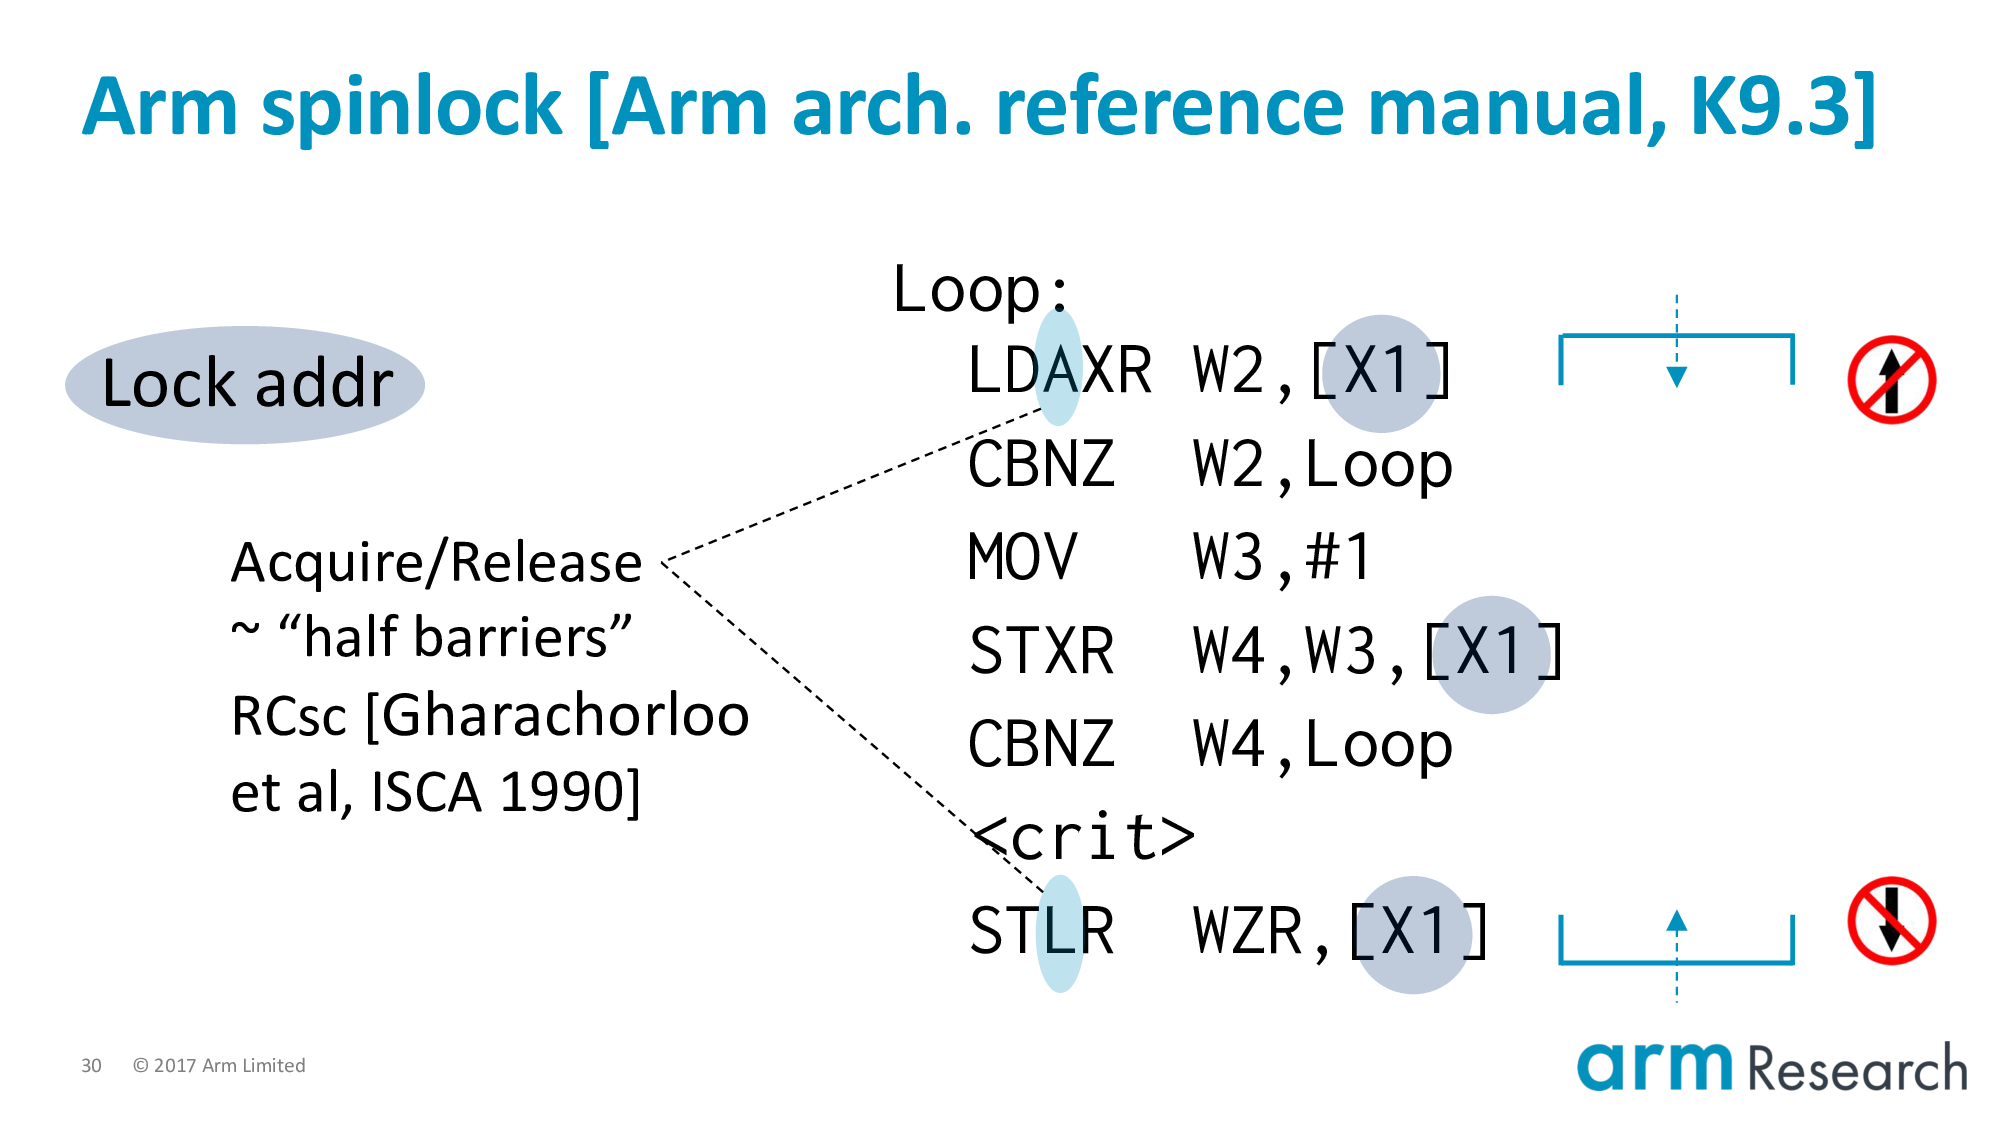 Arm spinlock [Arm arch. reference manual, K9.3]
Lock addr
Acquire/Release
~ “half barriers”
RCsc [Gharachorloo
et al, ISCA 1990]
Loop:
LDAXR W2,[X1]
CBNZ W2,Loop
MOV W3,#1
STXR W4,W3,[X1]
CBNZ W4,Loop
<crit>
STLR WZR,[X1]
30 © 2017 Arm Limited
arm Research